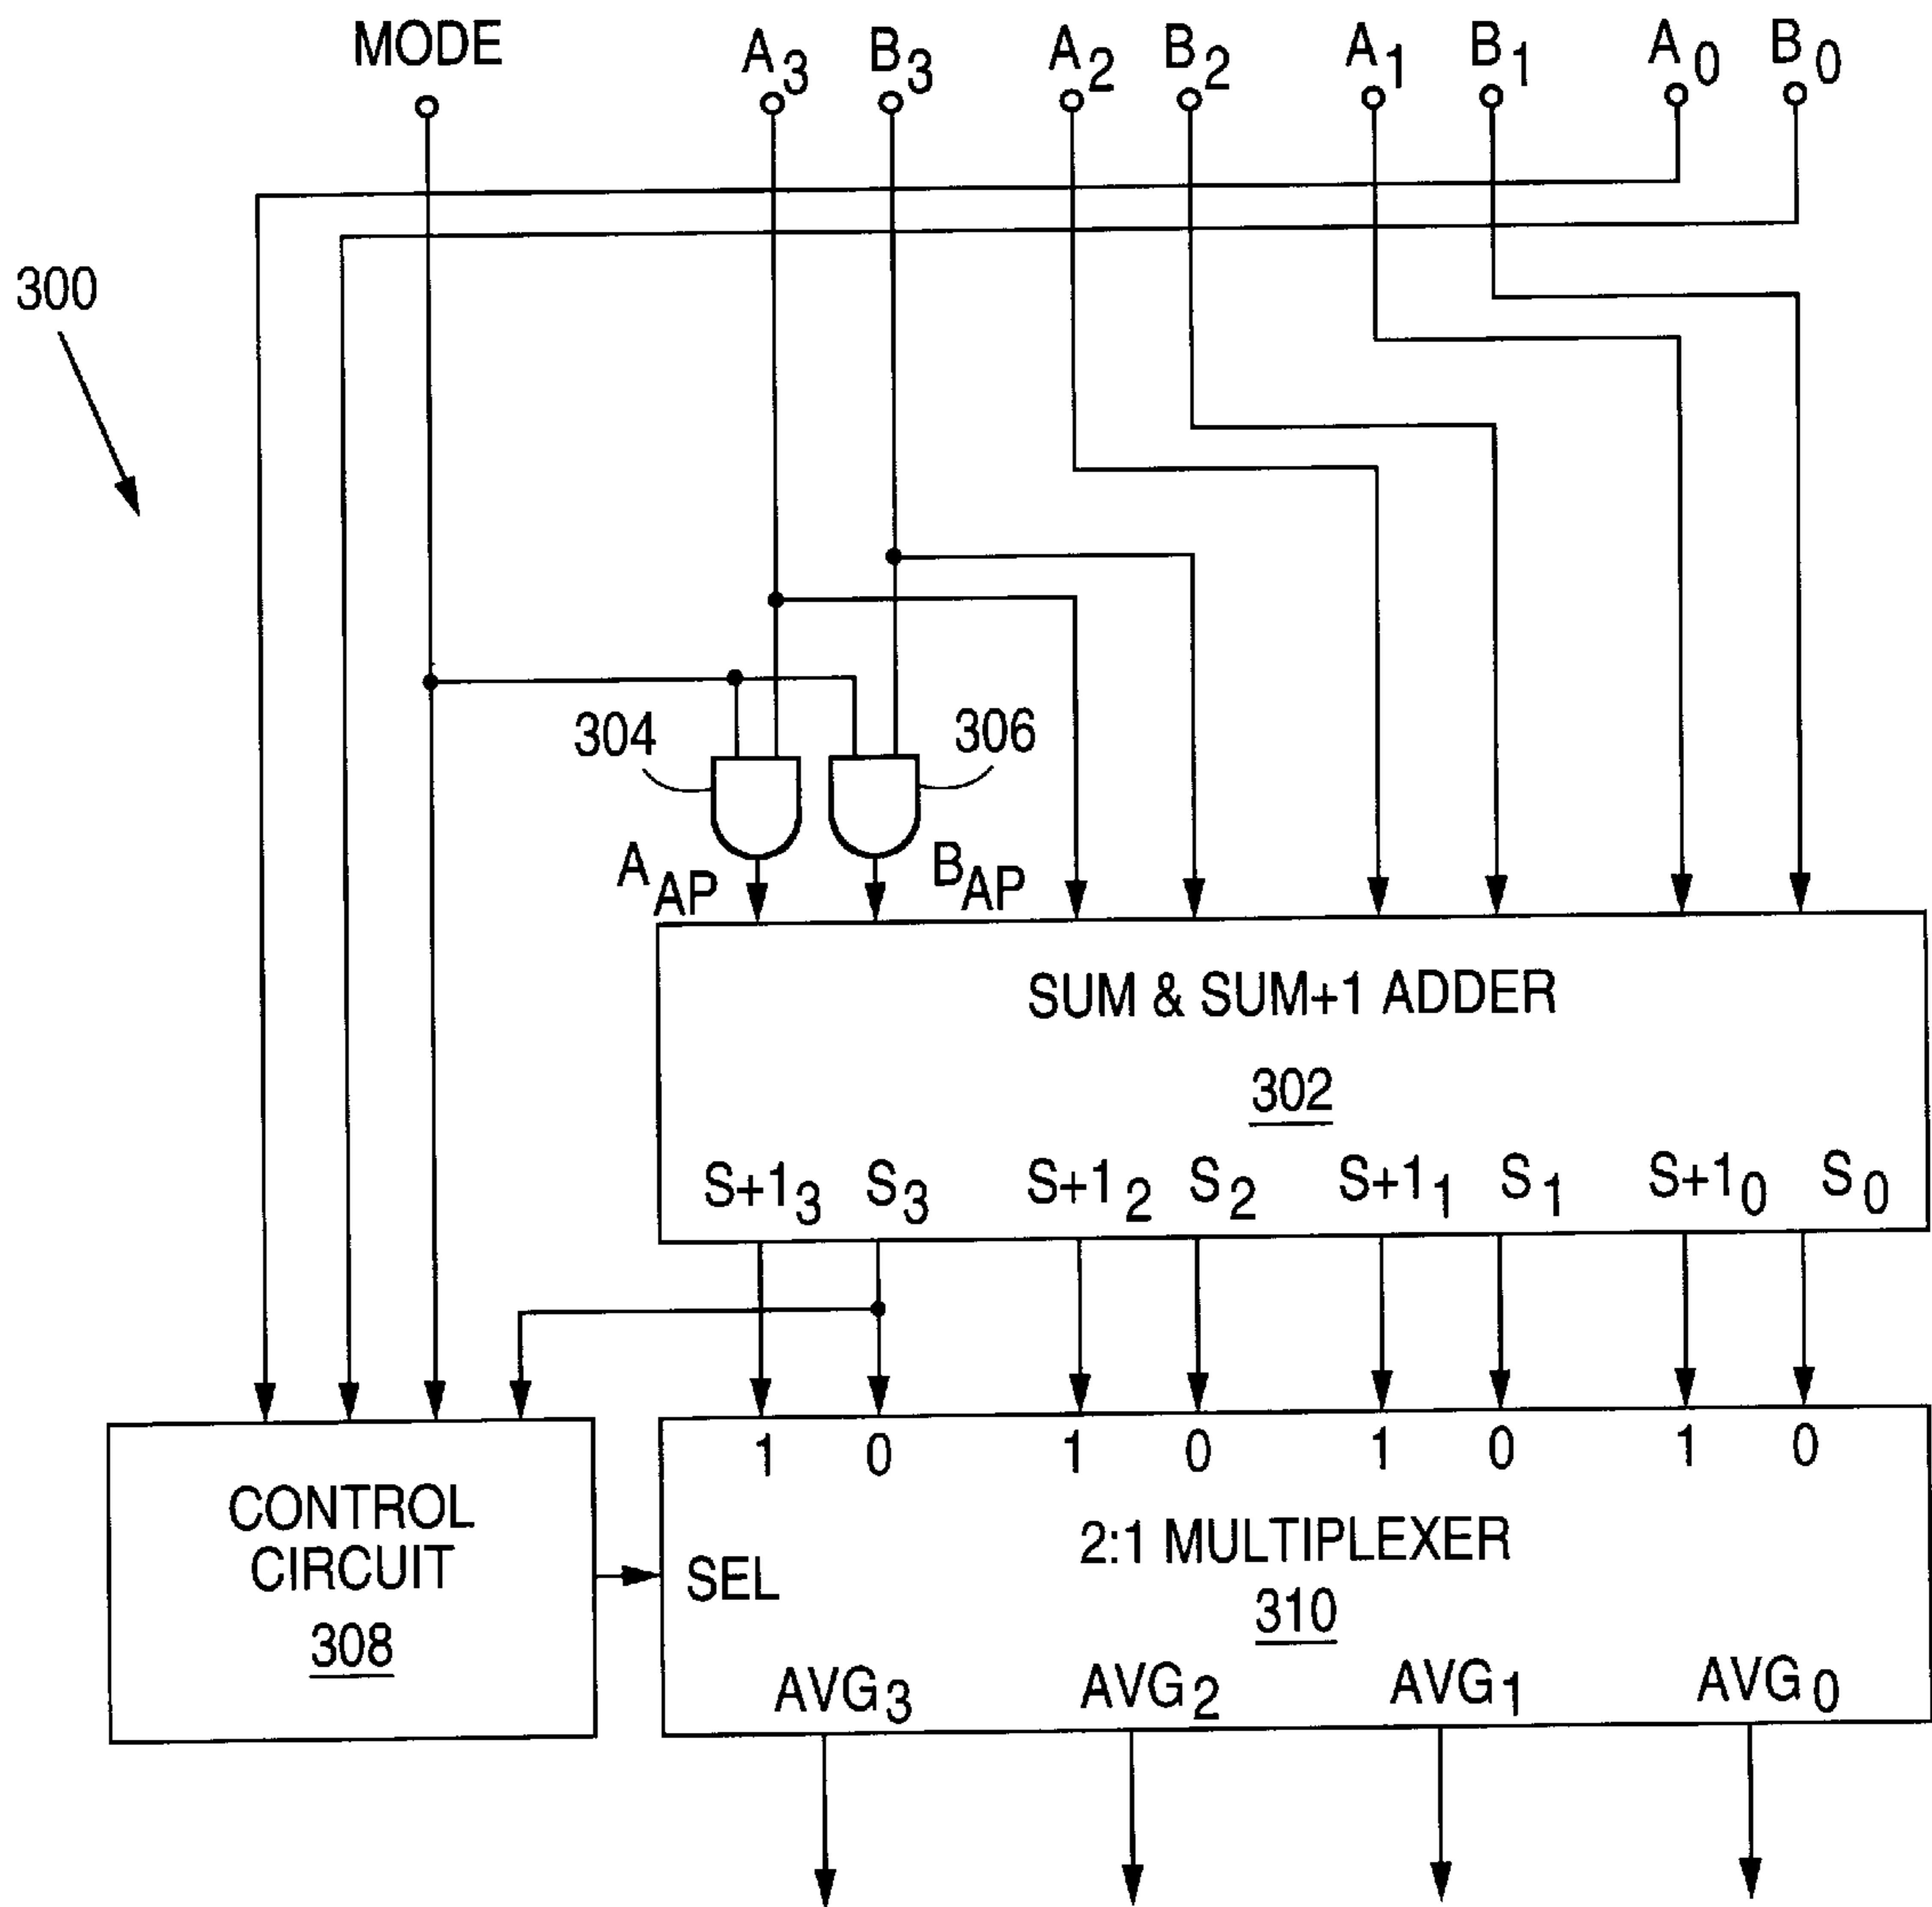 MODE A3 B3 A2 B2 A1 B1 A0 B0
300
304 306
AAP BAP
SUM & SUM+1 ADDER
302
S+13 S3 S+12 S2 S+11 S1 S+10 S0
1 0 1 0 1 0 1 0
CONTROL
CIRCUIT
308
SEL
2:1 MULTIPLEXER
310
AVG3 AVG2 AVG1 AVG0